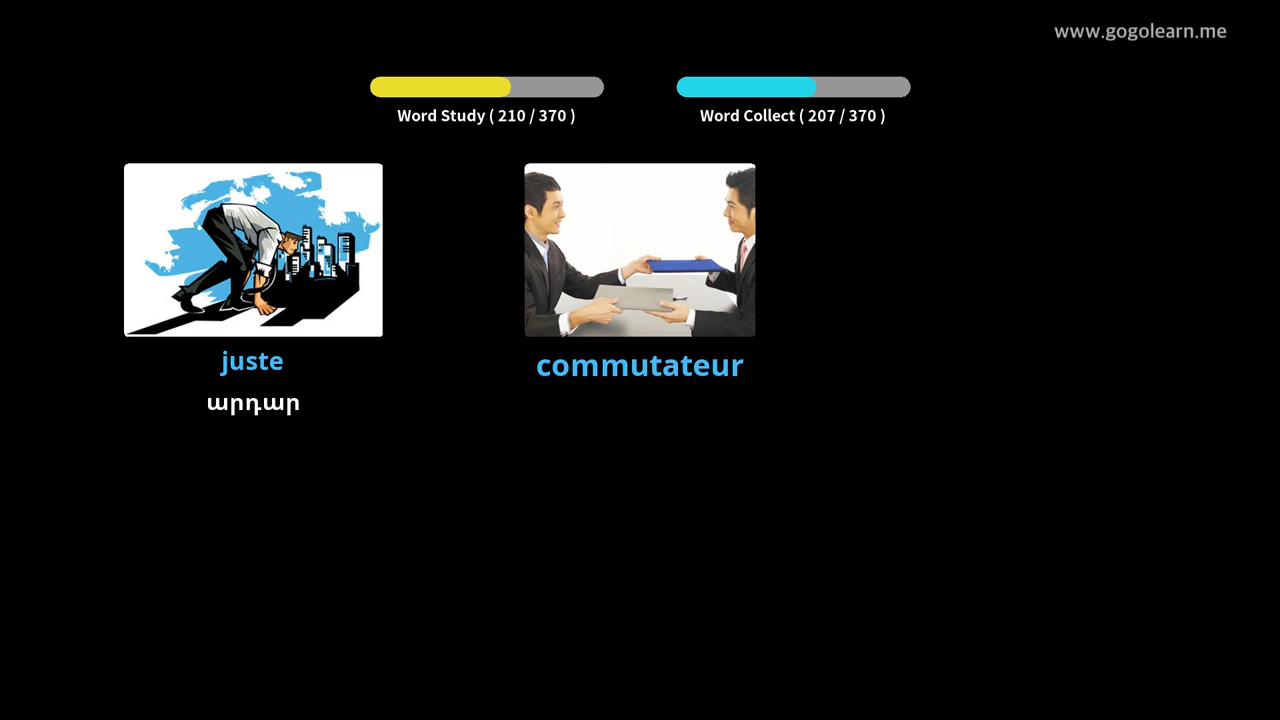 www.gogolearn.me
Word Study ( 210 / 370 )
Word Collect ( 207 / 370 )
juste
արդար
commutateur